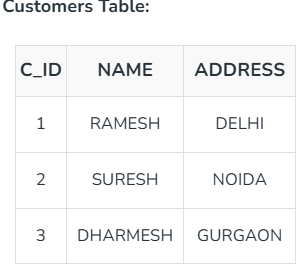 Customers Table:
C_ID NAME ADDRESS
1 RAMESH DELHI
2 SURESH NOIDA
3 DHARMESH GURGAON